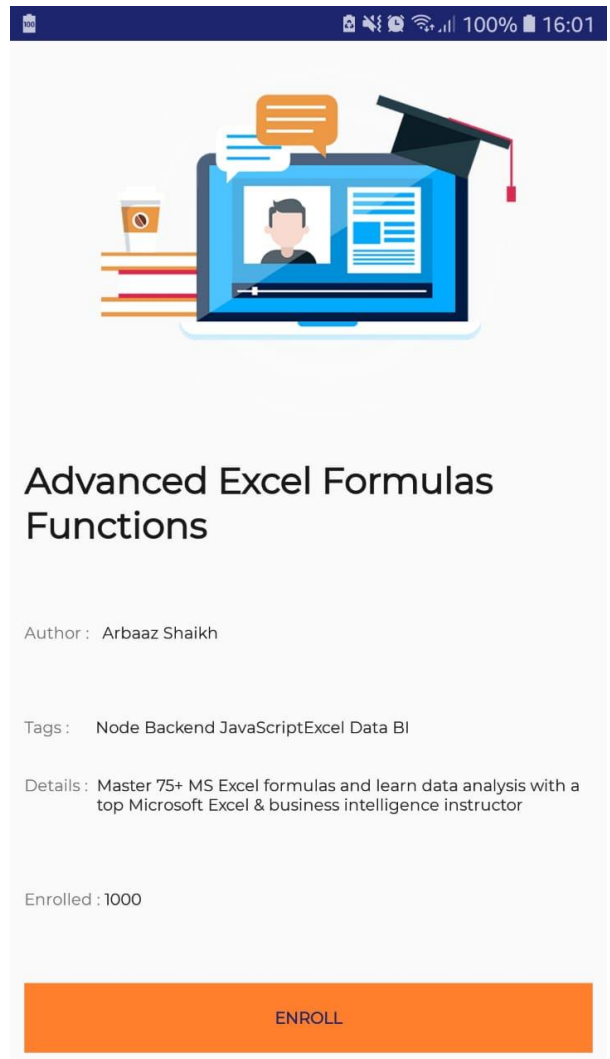 100
100% 16:01
Advanced Excel Formulas
Functions
Author : Arbaaz Shaikh
Tags : Node Backend JavaScriptExcel Data BI
Details : Master 75+ MS Excel formulas and learn data analysis with a
top Microsoft Excel & business intelligence instructor
Enrolled : 1000
ENROLL